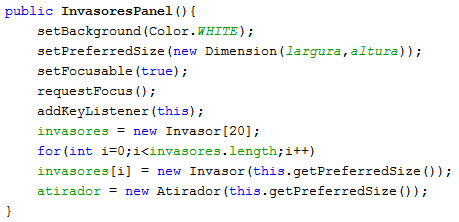 public InvasoresPanel(){
    setBackground(Color.WHITE);
    setPreferredSize(new Dimension(largura,altura));
    setFocusable(true);
    requestFocus();
    addKeyListener(this);
    invasores = new Invasor[20];
    for(int i=0;i<invasores.length;i++)
    invasores[i] = new Invasor(this.getPreferredSize());
    atirador = new Atirador(this.getPreferredSize());
}